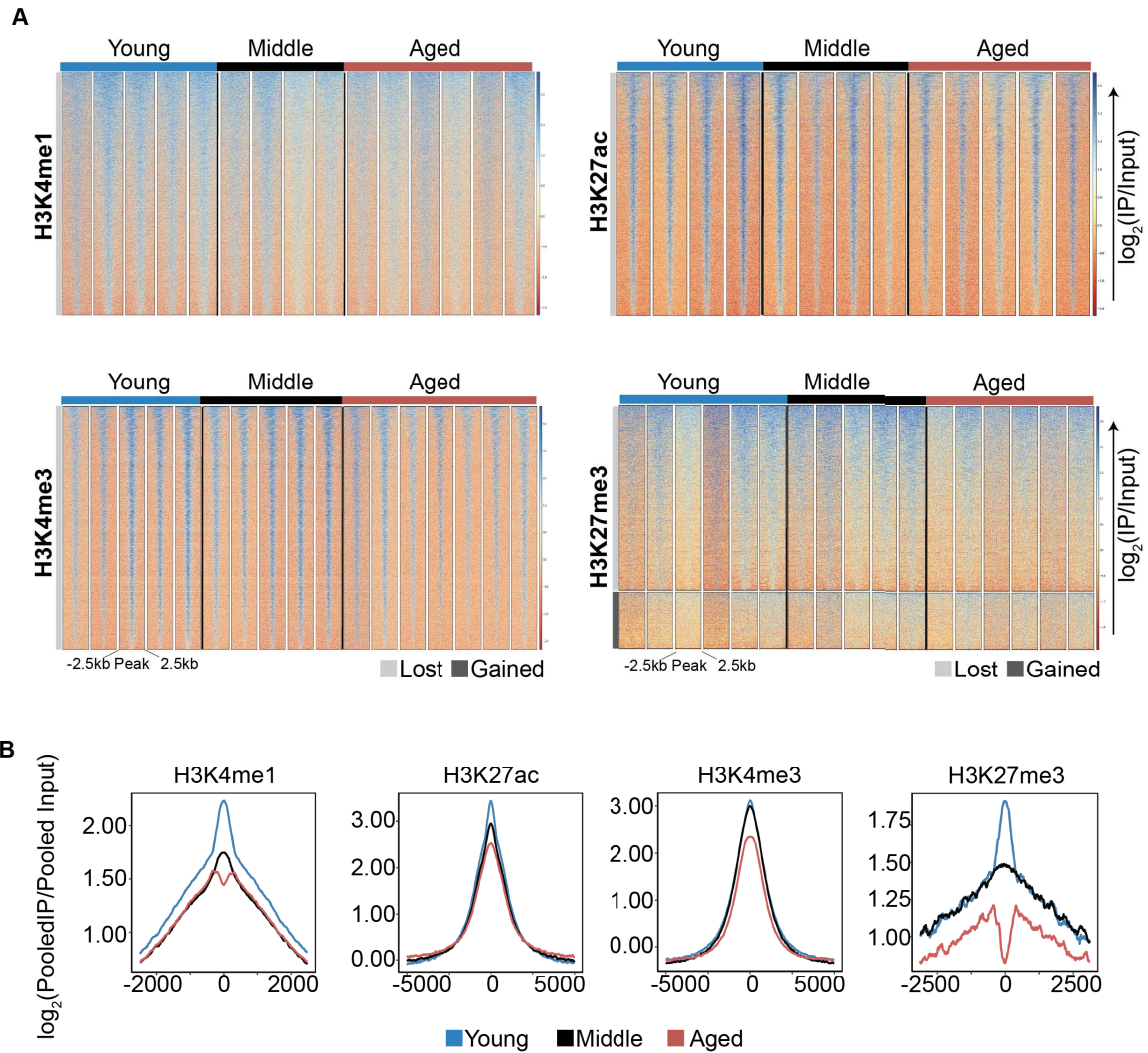 A
Young Middle Aged
H3K4me1
Young Middle Aged
H3K27ac
log2(IP/Input)
Young Middle Aged
H3K4me3
-2.5kb Peak 2.5kb
Lost Gained
Young Middle Aged
H3K27me3
log2(IP/Input)
-2.5kb Peak 2.5kb
Lost Gained
B
log2(PooledIP/Pooled Input)
H3K4me1
2.00
1.50
1.00
-2000 0 2000
H3K27ac
3.00
2.00
1.00
0.00
-5000 0 5000
H3K4me3
3.00
2.00
1.00
0.00
-5000 0 5000
H3K27me3
1.75
1.50
1.25
1.00
-2500 0 2500
Young Middle Aged